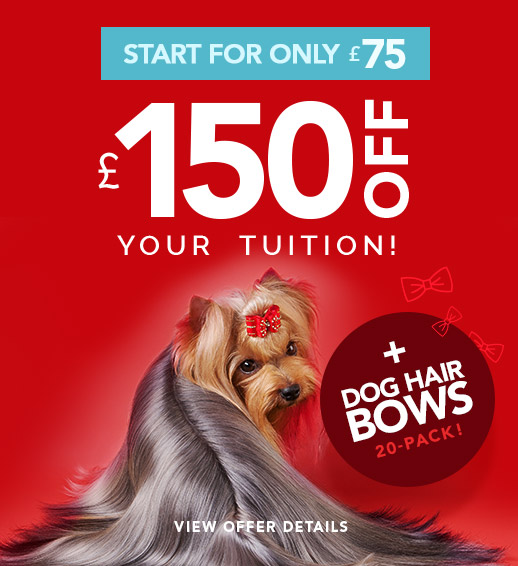 START FOR ONLY £75
£150 OFF
YOUR TUITION!
+
DOG HAIR
BOWS
20-PACK!
VIEW OFFER DETAILS